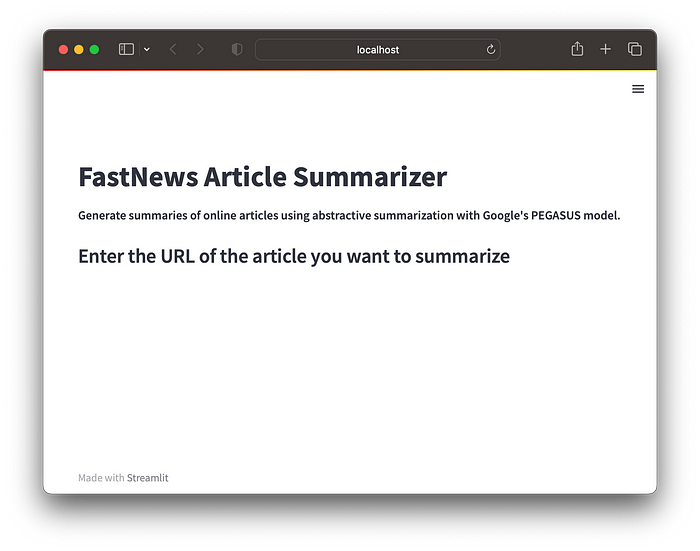 localhost
FastNews Article Summarizer
Generate summaries of online articles using abstractive summarization with Google's PEGASUS model.
Enter the URL of the article you want to summarize
Made with Streamlit